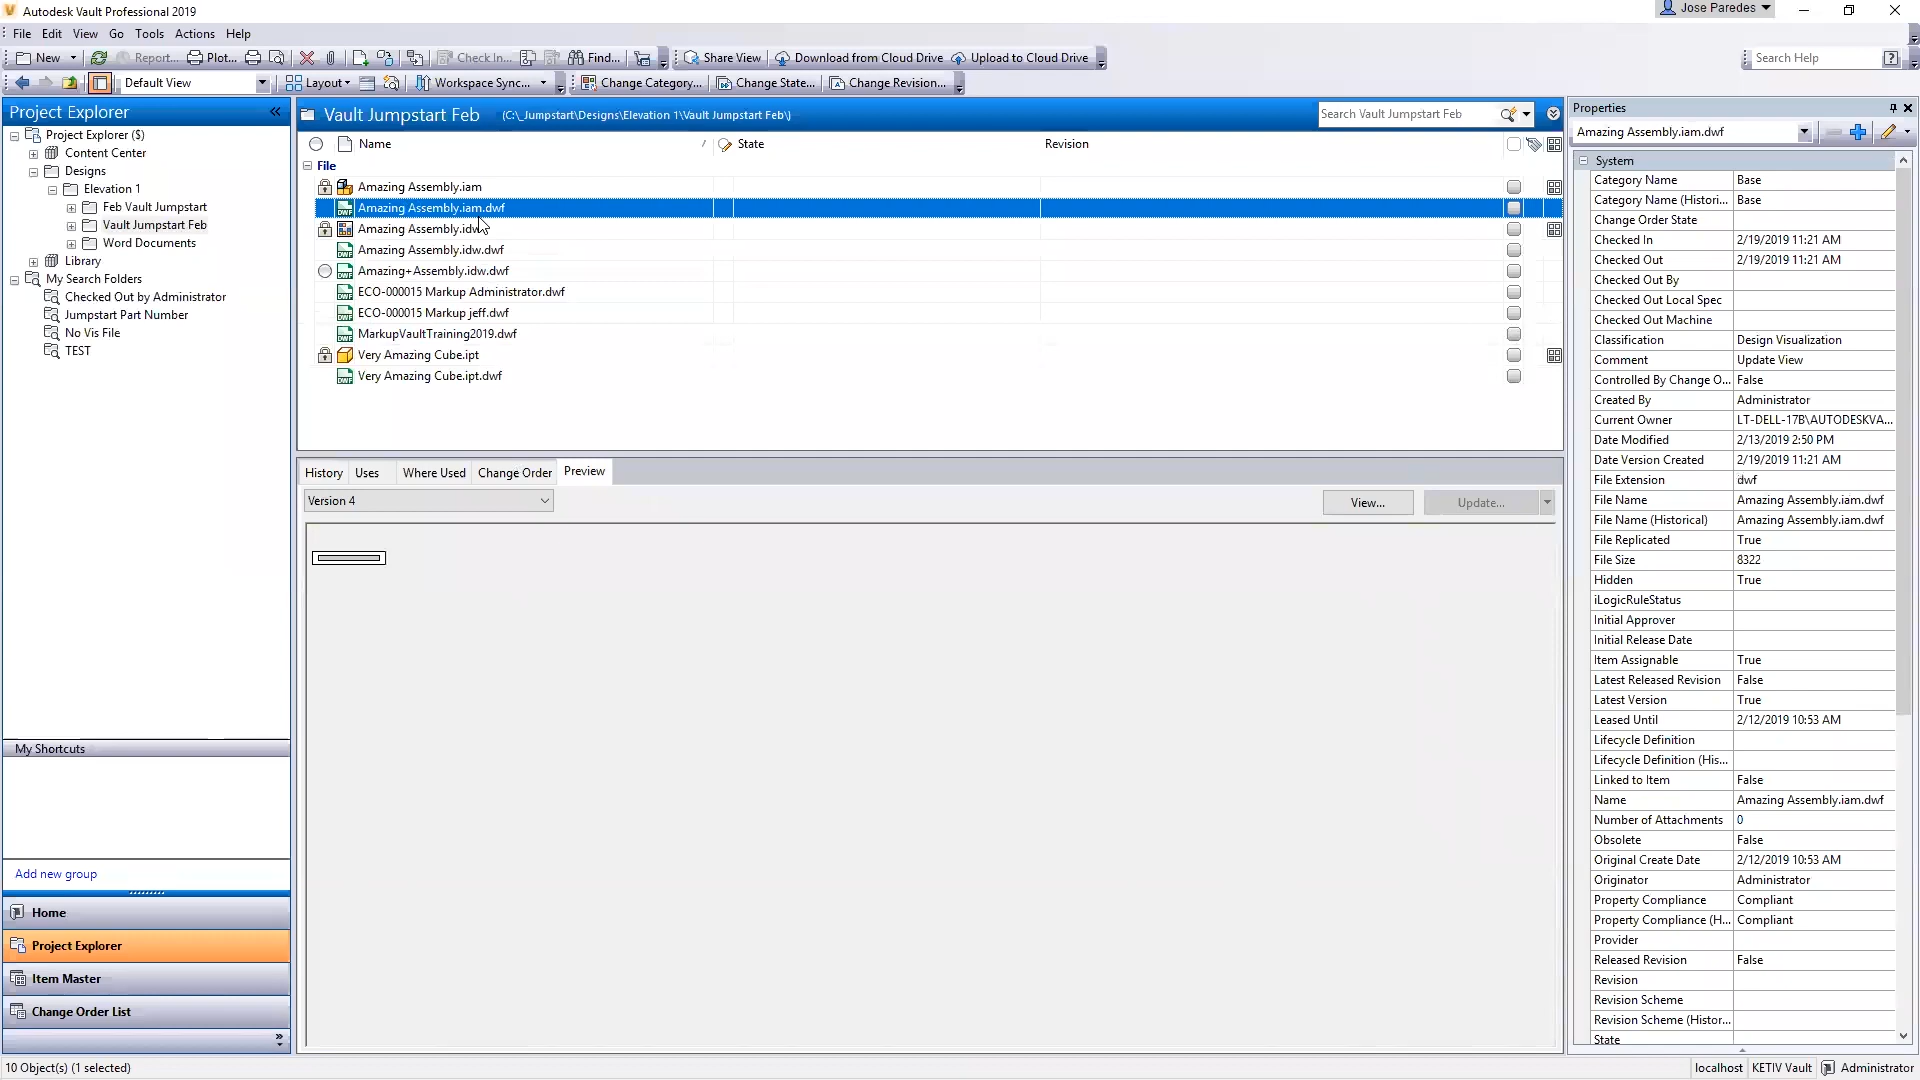 Autodesk Vault Professional 2019
Jose Paredes
File Edit View Go Tools Actions Help
New Report... Plot... Check In... Find... Share View Download from Cloud Drive Upload to Cloud Drive Search Help
Default View Layout Workspace Sync... Change Category... Change State... Change Revision...
Project Explorer
Project Explorer ($)
Content Center
Designs
Elevation 1
Feb Vault Jumpstart
Vault Jumpstart Feb
Word Documents
Library
My Search Folders
Checked Out by Administrator
Jumpstart Part Number
No Vis File
TEST
My Shortcuts
Add new group
Home
Project Explorer
Item Master
Change Order List
Vault Jumpstart Feb (C:\_Jumpstart\Designs\Elevation 1\Vault Jumpstart Feb\) Search Vault Jumpstart Feb
Name / State Revision
File
Amazing Assembly.iam
Amazing Assembly.iam.dwf
Amazing Assembly.idw
Amazing Assembly.idw.dwf
Amazing+Assembly.idw.dwf
ECO-000015 Markup Administrator.dwf
ECO-000015 Markup jeff.dwf
MarkupVaultTraining2019.dwf
Very Amazing Cube.ipt
Very Amazing Cube.ipt.dwf
History Uses Where Used Change Order Preview
Version 4 View... Update...
Properties
Amazing Assembly.iam.dwf
System
Category Name Base
Category Name (Histori... Base
Change Order State
Checked In 2/19/2019 11:21 AM
Checked Out 2/19/2019 11:21 AM
Checked Out By
Checked Out Local Spec
Checked Out Machine
Classification Design Visualization
Comment Update View
Controlled By Change O... False
Created By Administrator
Current Owner LT-DELL-17B\AUTODESKVA...
Date Modified 2/13/2019 2:50 PM
Date Version Created 2/19/2019 11:21 AM
File Extension dwf
File Name Amazing Assembly.iam.dwf
File Name (Historical) Amazing Assembly.iam.dwf
File Replicated True
File Size 8322
Hidden True
iLogicRuleStatus
Initial Approver
Initial Release Date
Item Assignable True
Latest Released Revision False
Latest Version True
Leased Until 2/12/2019 10:53 AM
Lifecycle Definition
Lifecycle Definition (His...
Linked to Item False
Name Amazing Assembly.iam.dwf
Number of Attachments 0
Obsolete False
Original Create Date 2/12/2019 10:53 AM
Originator Administrator
Property Compliance Compliant
Property Compliance (H... Compliant
Provider
Released Revision False
Revision
Revision Scheme
Revision Scheme (Histor...
State
10 Object(s) (1 selected) localhost KETIV Vault Administrator